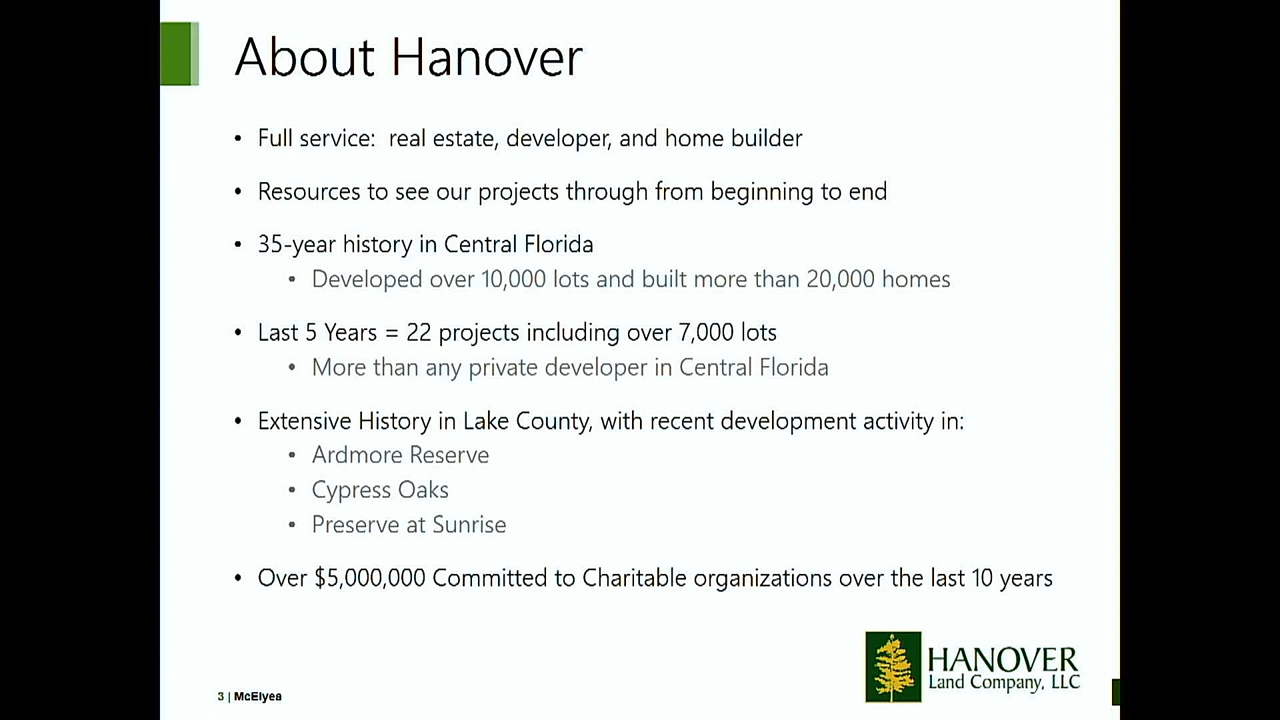 About Hanover
• Full service:  real estate, developer, and home builder
• Resources to see our projects through from beginning to end
• 35-year history in Central Florida
• Developed over 10,000 lots and built more than 20,000 homes
• Last 5 Years = 22 projects including over 7,000 lots
• More than any private developer in Central Florida
• Extensive History in Lake County, with recent development activity in:
• Ardmore Reserve
• Cypress Oaks
• Preserve at Sunrise
• Over $5,000,000 Committed to Charitable organizations over the last 10 years
HANOVER
Land Company, LLC
3 | McElyea